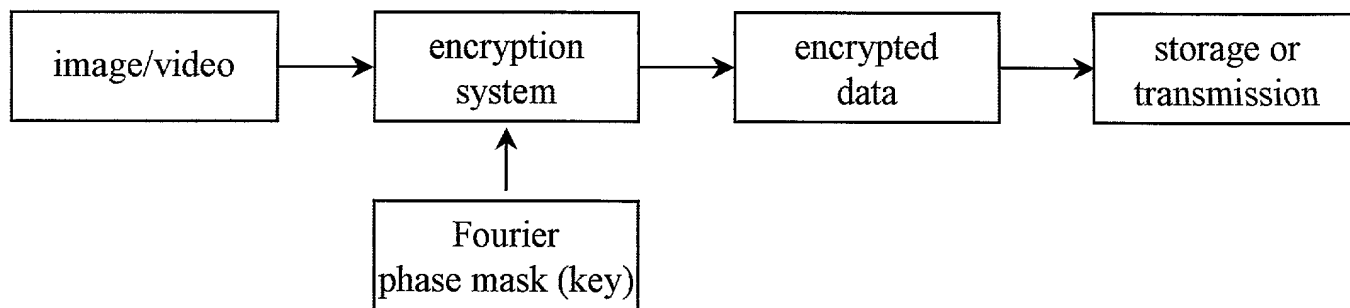 image/video
encryption
system
encrypted
data
storage or
transmission
Fourier
phase mask (key)